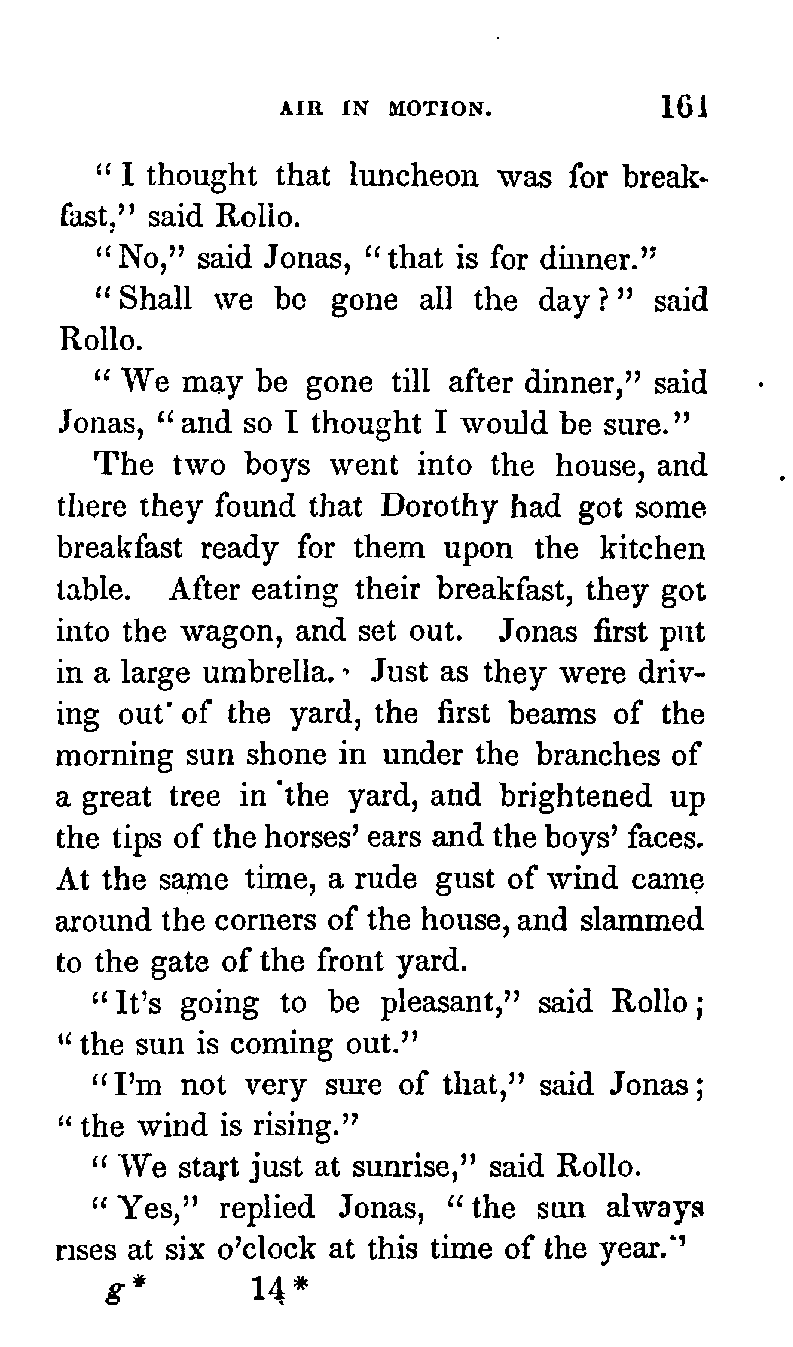 AIR IN MOTION. 161
“I thought that luncheon was for break-
fast,” said Rollo.
“No,” said Jonas, “that is for dinner.”
“Shall we be gone all the day?” said
Rollo.
“We may be gone till after dinner,” said
Jonas, “and so I thought I would be sure.”
The two boys went into the house, and
there they found that Dorothy had got some
breakfast ready for them upon the kitchen
table. After eating their breakfast, they got
into the wagon, and set out. Jonas first put
in a large umbrella. Just as they were driv-
ing out of the yard, the first beams of the
morning sun shone in under the branches of
a great tree in the yard, and brightened up
the tips of the horses’ ears and the boys’ faces.
At the same time, a rude gust of wind came
around the corners of the house, and slammed
to the gate of the front yard.
“It’s going to be pleasant,” said Rollo;
“the sun is coming out.”
“I’m not very sure of that,” said Jonas;
“the wind is rising.”
“We start just at sunrise,” said Rollo.
“Yes,” replied Jonas, “the sun always
rises at six o’clock at this time of the year.”
g* 14*